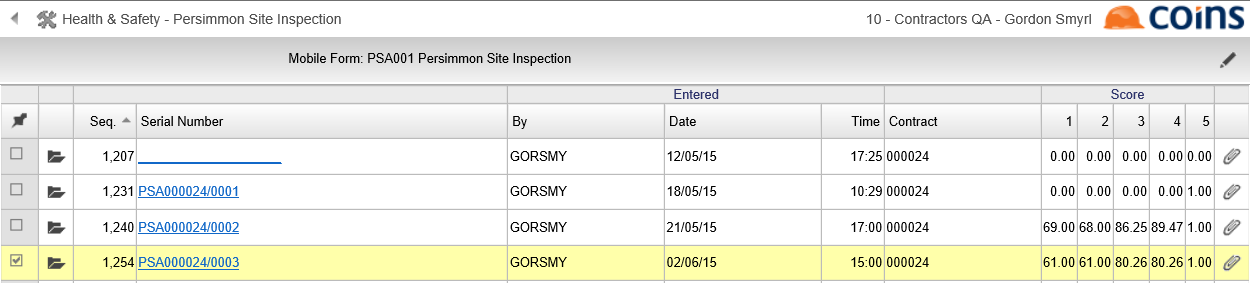 Health & Safety - Persimmon Site Inspection 10 - Contractors QA - Gordon Smyrl coins
Mobile Form: PSA001 Persimmon Site Inspection
Entered Score
Seq. Serial Number By Date Time Contract 1 2 3 4 5
1,207 GORSMY 12/05/15 17:25 000024 0.00 0.00 0.00 0.00 0.00
1,231 PSA000024/0001 GORSMY 18/05/15 10:29 000024 0.00 0.00 0.00 0.00 1.00
1,240 PSA000024/0002 GORSMY 21/05/15 17:00 000024 69.00 68.00 86.25 89.47 1.00
1,254 PSA000024/0003 GORSMY 02/06/15 15:00 000024 61.00 61.00 80.26 80.26 1.00